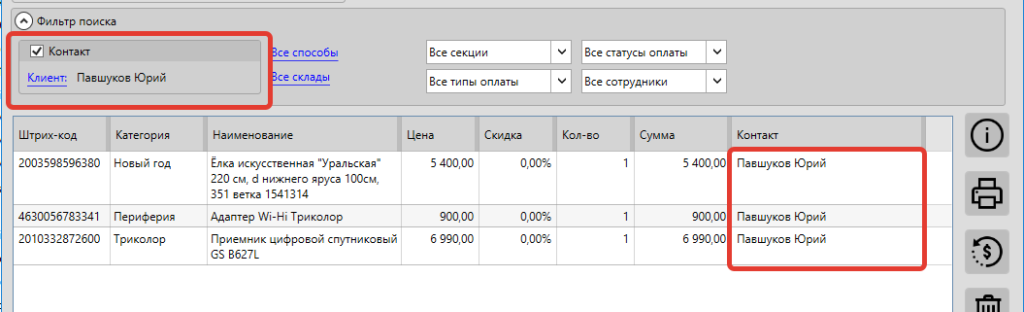 Фильтр поиска
Контакт
Клиент: Павшуков Юрий
Все способы
Все склады
Все секции
Все статусы оплаты
Все типы оплаты
Все сотрудники
Штрих-код Категория Наименование Цена Скидка Кол-во Сумма Контакт
2003598596380 Новый год Ёлка искусственная "Уральская" 5 400,00 0,00% 1 5 400,00 Павшуков Юрий
220 см, d нижнего яруса 100см,
351 ветка 1541314
4630056783341 Периферия Адаптер Wi-Hi Триколор 900,00 0,00% 1 900,00 Павшуков Юрий
2010332872600 Триколор Приемник цифровой спутниковый 6 990,00 0,00% 1 6 990,00 Павшуков Юрий
GS B627L